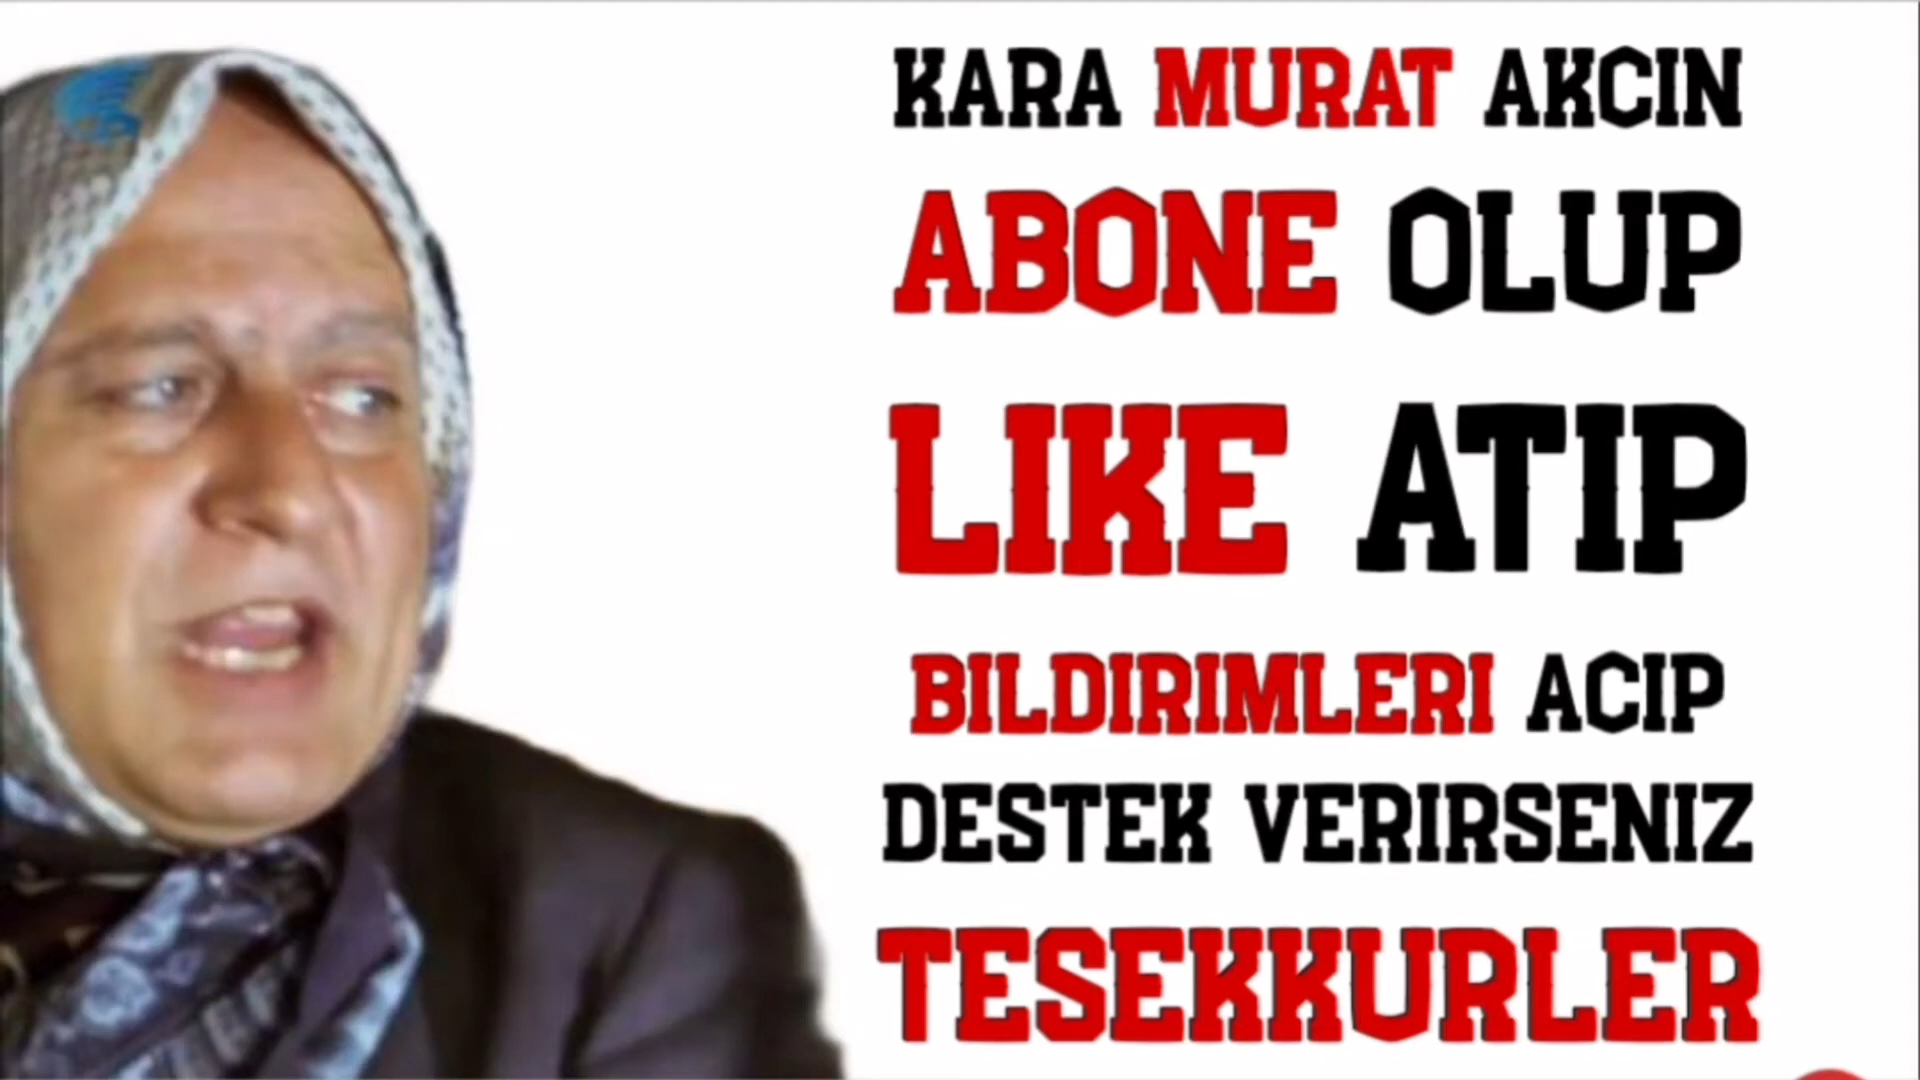 KARA MURAT AKCIN
ABONE OLUP
LIKE ATIP
BILDIRIMLERI ACIP
DESTEK VERIRSENIZ
TESEKKURLER